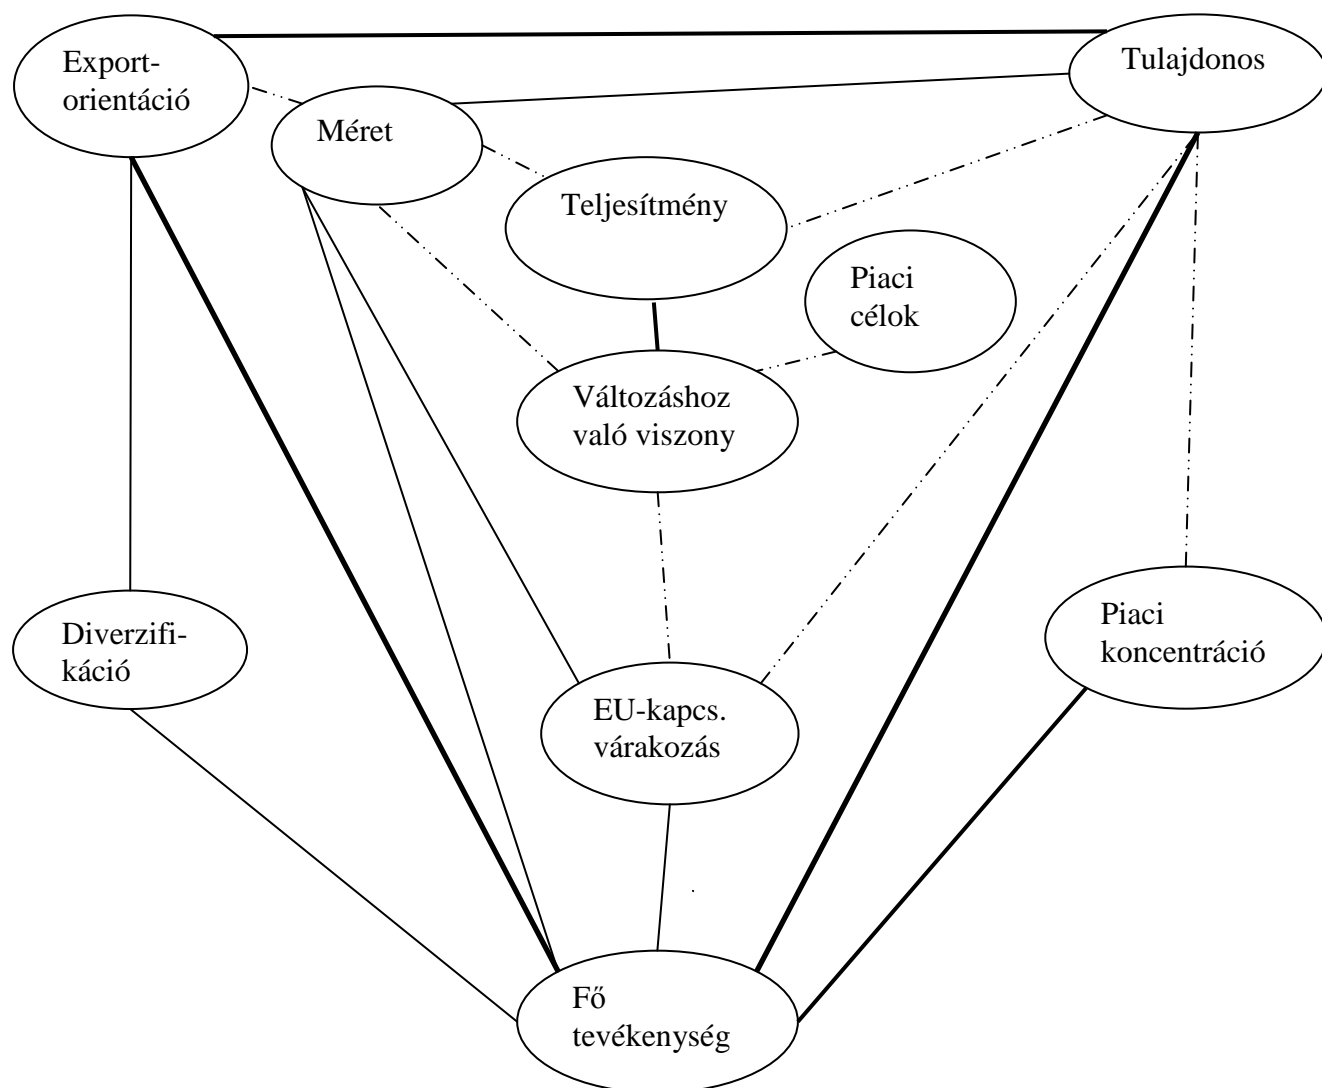 Export-
orientáció
Tulajdonos
Méret
Teljesítmény
Piaci
célok
Változáshoz
való viszony
Diverzifi-
káció
Piaci
koncentráció
EU-kapcs.
várakozás
Fő
tevékenység